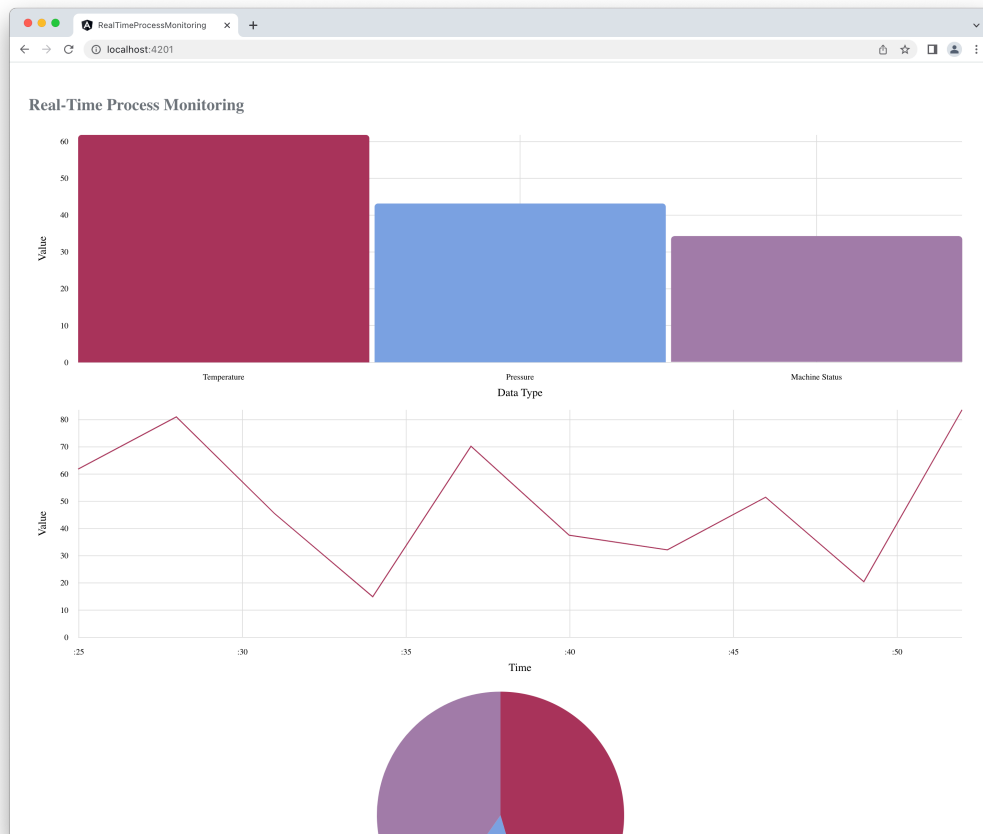 RealTimeProcessMonitoring
localhost:4201
Real-Time Process Monitoring
60
50
40
30
20
10
0
Value
Temperature Pressure Machine Status
Data Type
80
70
60
50
40
30
20
10
0
Value
:25 :30 :35 :40 :45 :50
Time